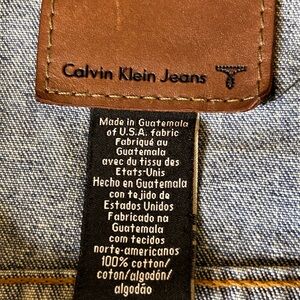 Calvin Klein Jeans
Made in Guatemala
of U.S.A. fabric
Fabriqué au
Guatemala
avec du tissu des
Etats-Unis
Hecho en Guatemala
con tejido de
Estados Unidos
Fabricado na
Guatemala
com tecidos
norte-americanos
100% cotton/
coton/algodón/
algodão